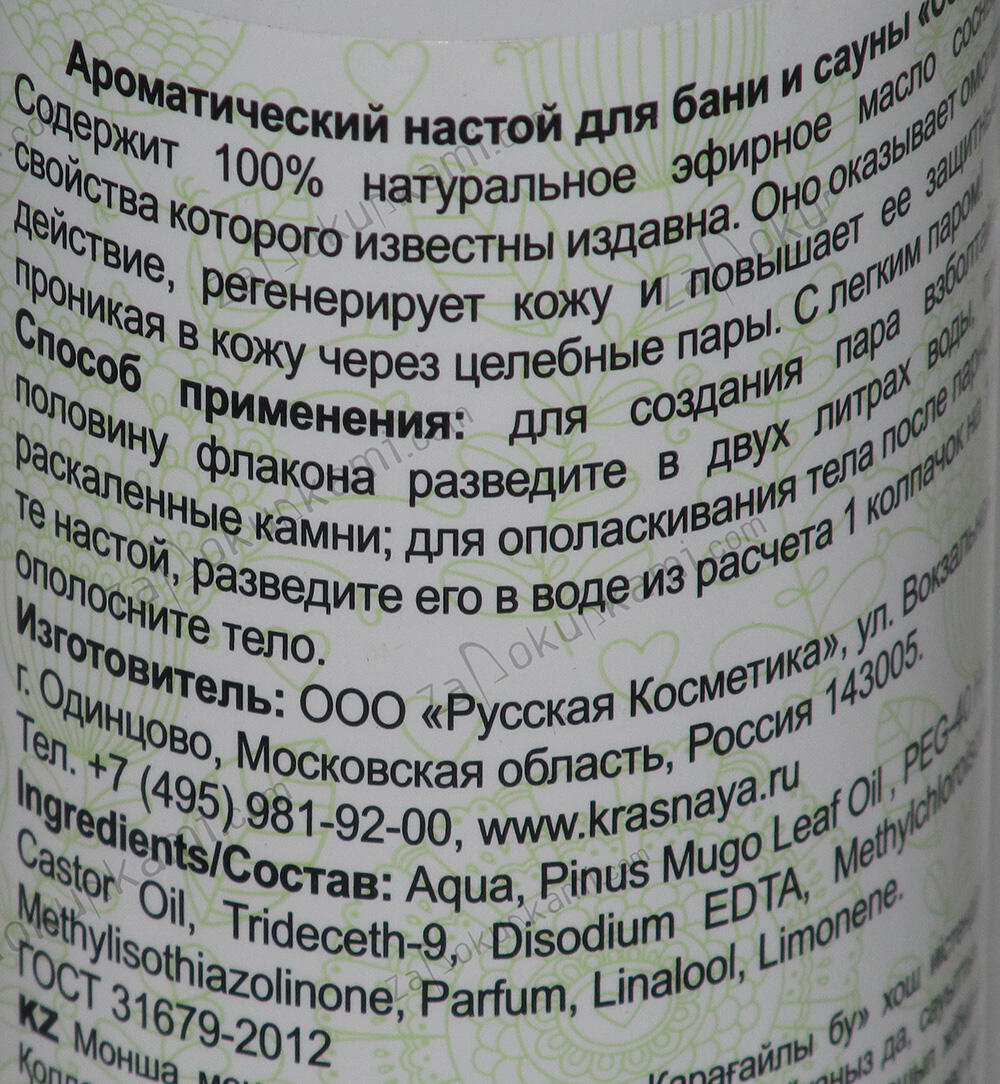 Ароматический настой для бани и сауны
Содержит 100% натуральное эфирное масло
свойства которого известны издавна. Оно оказывает
действие, регенерирует кожу и повышает ее
проникая в кожу через целебные пары. С легким паром!
Способ применения: для создания пара
половину флакона разведите в двух литрах воды,
раскаленные камни; для ополаскивания тела после
те настой, разведите его в воде из расчета 1 колпачок на
ополосните тело.
Изготовитель: ООО «Русская Косметика», ул.
г. Одинцово, Московская область, Россия 143005.
Тел. +7 (495) 981-92-00, www.krasnaya.ru
Ingredients/Состав: Aqua, Pinus Mugo Leaf Oil, PEG-40
Castor Oil, Trideceth-9, Disodium EDTA,
Methylisothiazolinone, Parfum, Linalool, Limonene.
ГОСТ 31679-2012
KZ Монша бу» хош